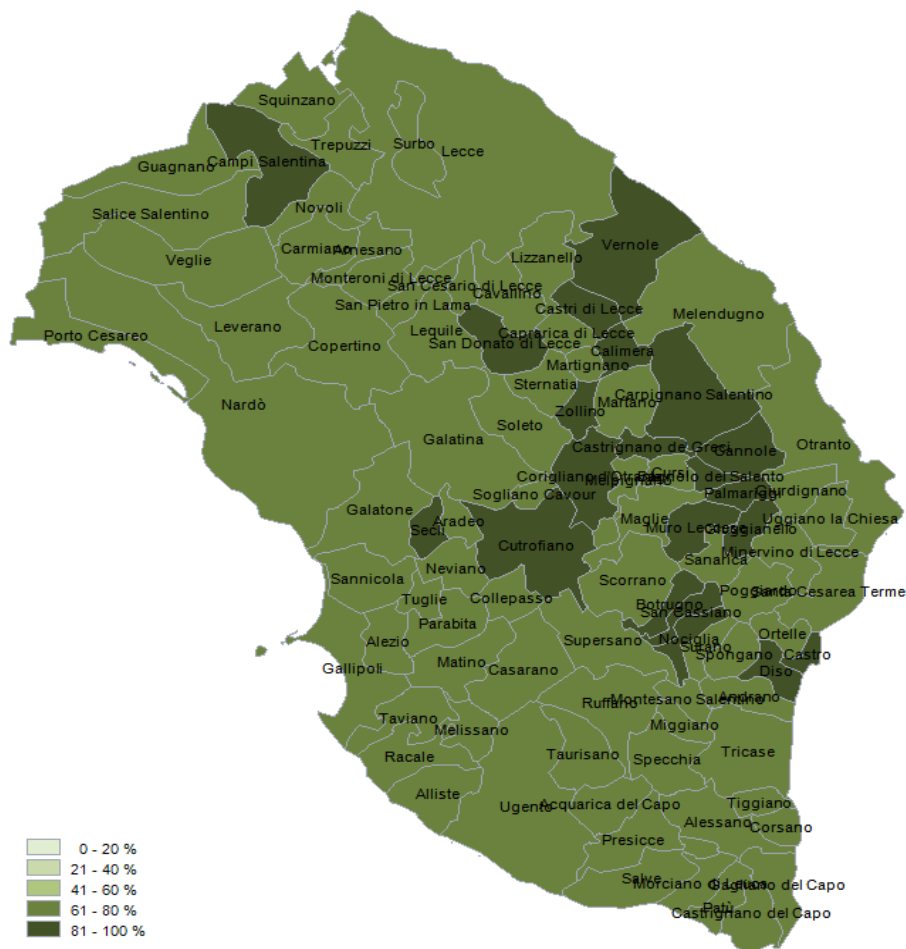 Squinzano
Trepuzzi
Surbo
Lecce
Campi Salentina
Guagnano
Salice Salentino
Novoli
Veglie
Carmiano
Arnesano
Vernole
Lizzanello
Monteroni di Lecce
San Cesario di Lecce
Cavallino
San Pietro in Lama
Castri di Lecce
Melendugno
Porto Cesareo
Leverano
Lequile
Caprarica di Lecce
Copertino
San Donato di Lecce
Calimera
Martignano
Sternatia
Carpignano Salentino
Nardò
Zollino
Martano
Soleto
Galatina
Castrignano de Greci
Cannole
Otranto
Corigliano d'Otranto
Cursi
Bagnolo del Salento
Melpignano
Sogliano Cavour
Palmariggi
Giurdignano
Galatone
Aradeo
Secli
Maglie
Muro Leccese
Giuggianello
Uggiano la Chiesa
Cutrofiano
Minervino di Lecce
Sanarica
Neviano
Sannicola
Scorrano
Poggiardo
Santa Cesarea Terme
Tuglie
Collepasso
Botrugno
San Cassiano
Parabita
Alezio
Supersano
Nociglia
Surano
Ortelle
Spongano
Castro
Gallipoli
Matino
Casarano
Diso
Andrano
Montesano Salentino
Ruffano
Taviano
Melissano
Miggiano
Racale
Taurisano
Specchia
Tricase
Alliste
Ugento
Acquarica del Capo
Tiggiano
Alessano
Corsano
Presicce
Salve
Morciano di Leuca
Gagliano del Capo
Patù
Castrignano del Capo
0 - 20 %
21 - 40 %
41 - 60 %
61 - 80 %
81 - 100 %